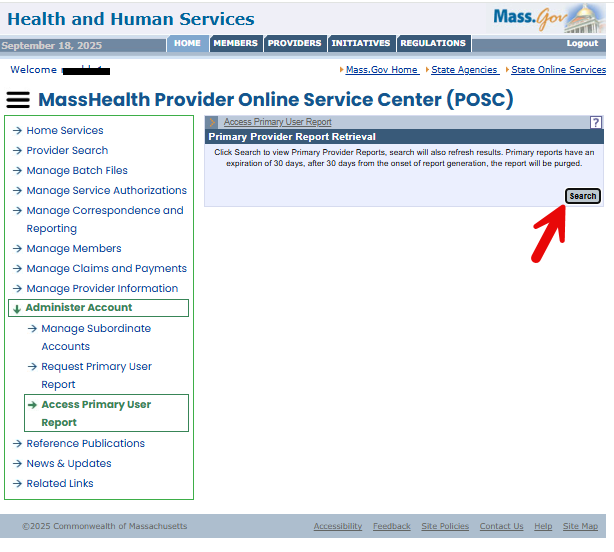 Health and Human Services
Mass.Gov
September 18, 2025
HOME MEMBERS PROVIDERS INITIATIVES REGULATIONS
Logout
Welcome
Mass.Gov Home State Agencies State Online Services
MassHealth Provider Online Service Center (POSC)
Home Services
Provider Search
Manage Batch Files
Manage Service Authorizations
Manage Correspondence and
Reporting
Manage Members
Manage Claims and Payments
Manage Provider Information
Administer Account
Manage Subordinate
Accounts
Request Primary User
Report
Access Primary User
Report
Reference Publications
News & Updates
Related Links
Access Primary User Report
?
Primary Provider Report Retrieval
Click Search to view Primary Provider Reports, search will also refresh results. Primary reports have an
expiration of 30 days, after 30 days from the onset of report generation, the report will be purged.
Search
©2025 Commonwealth of Massachusetts
Accessibility Feedback Site Policies Contact Us Help Site Map